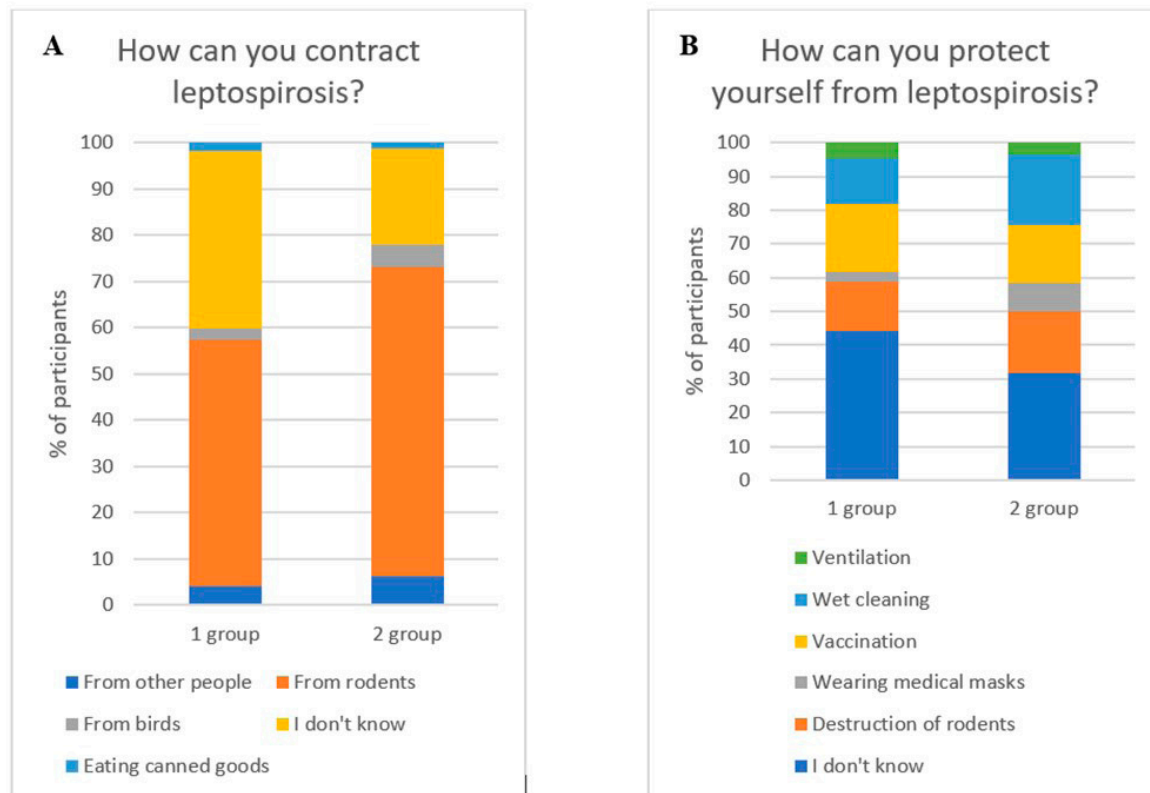 A
How can you contract
leptospirosis?
100
90
80
70
60
50
40
30
20
10
0
% of participants
1 group
2 group
From other people
From rodents
From birds
I don't know
Eating canned goods
B
How can you protect
yourself from leptospirosis?
100
90
80
70
60
50
40
30
20
10
0
% of participants
1 group
2 group
Ventilation
Wet cleaning
Vaccination
Wearing medical masks
Destruction of rodents
I don't know